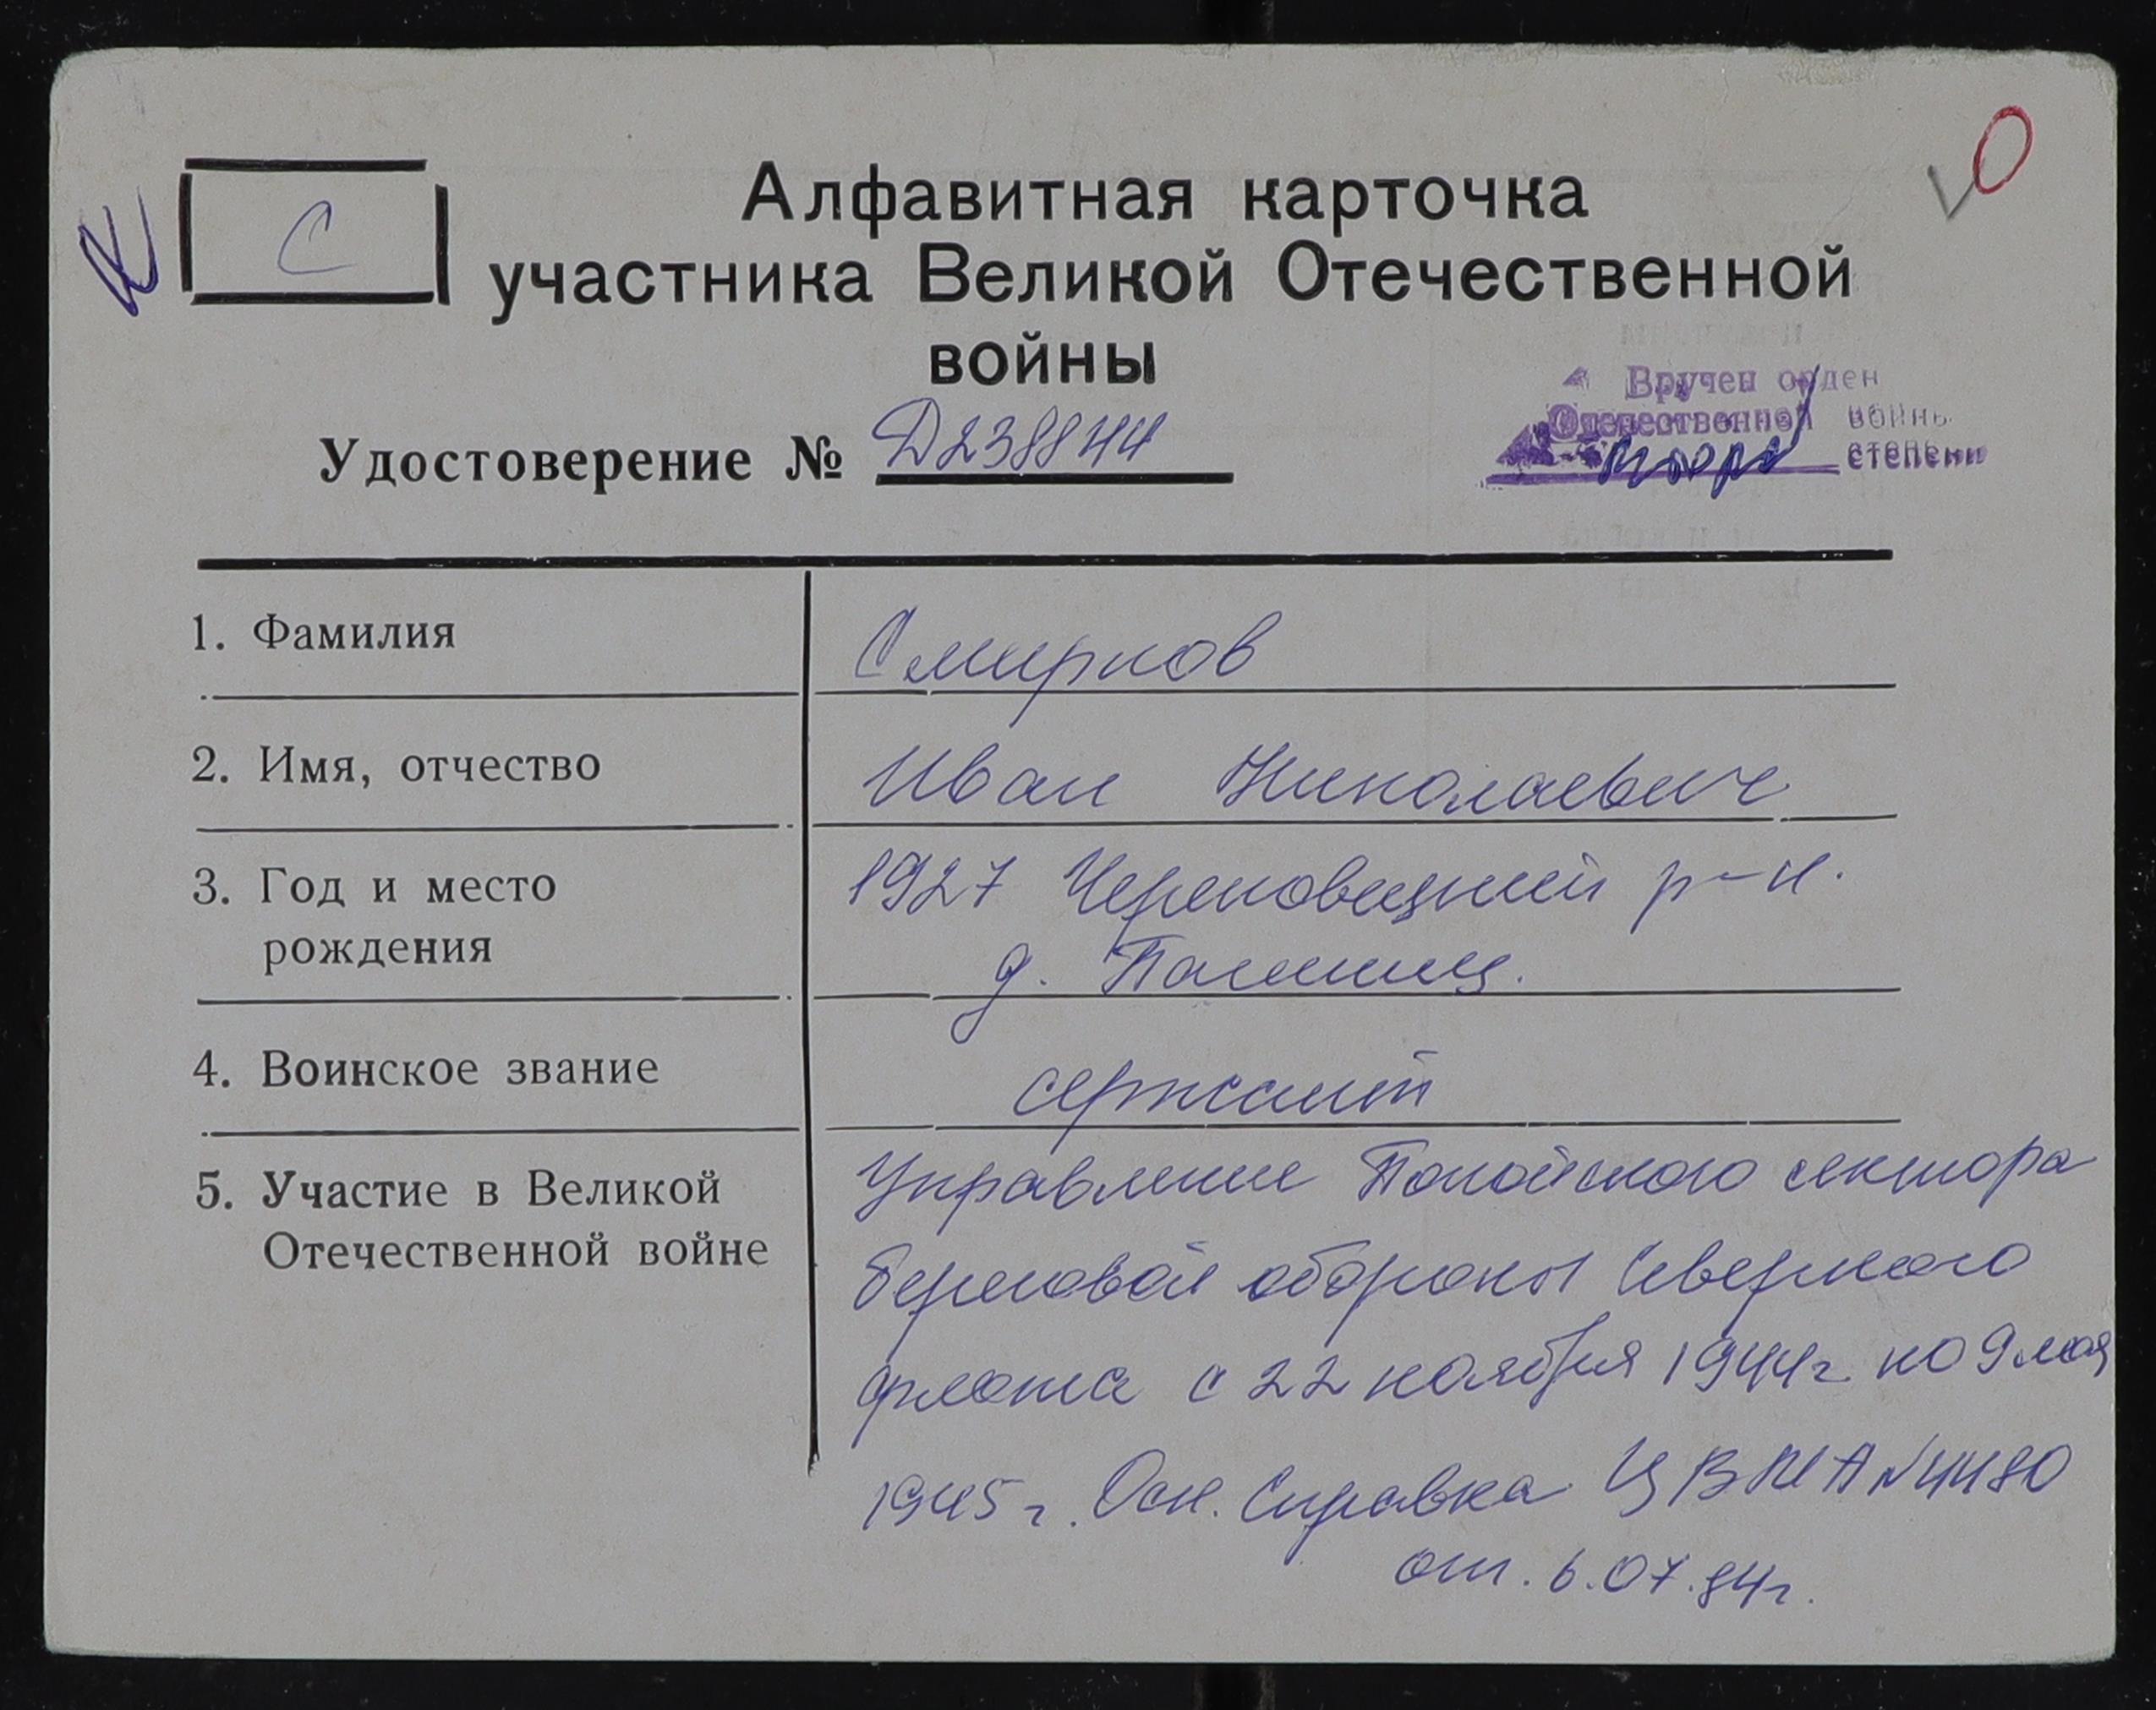 С
О
Алфавитная карточка
участника Великой Отечественной
войны
Вручен орден
Отечественной войны
степени
Удостоверение № Д238844
1. Фамилия
Смирнов
2. Имя, отчество
Иван Николаевич
3. Год и место
рождения
1927 Череповецкий р-н.
д.
4. Воинское звание
сержант
5. Участие в Великой
Отечественной войне
Управление сектора
береговой обороны Северного
флота с 22 ноября 1944г по 9 мая
1945г. Осн. Справка ЦВМА N4480
от. 6.07.84г.